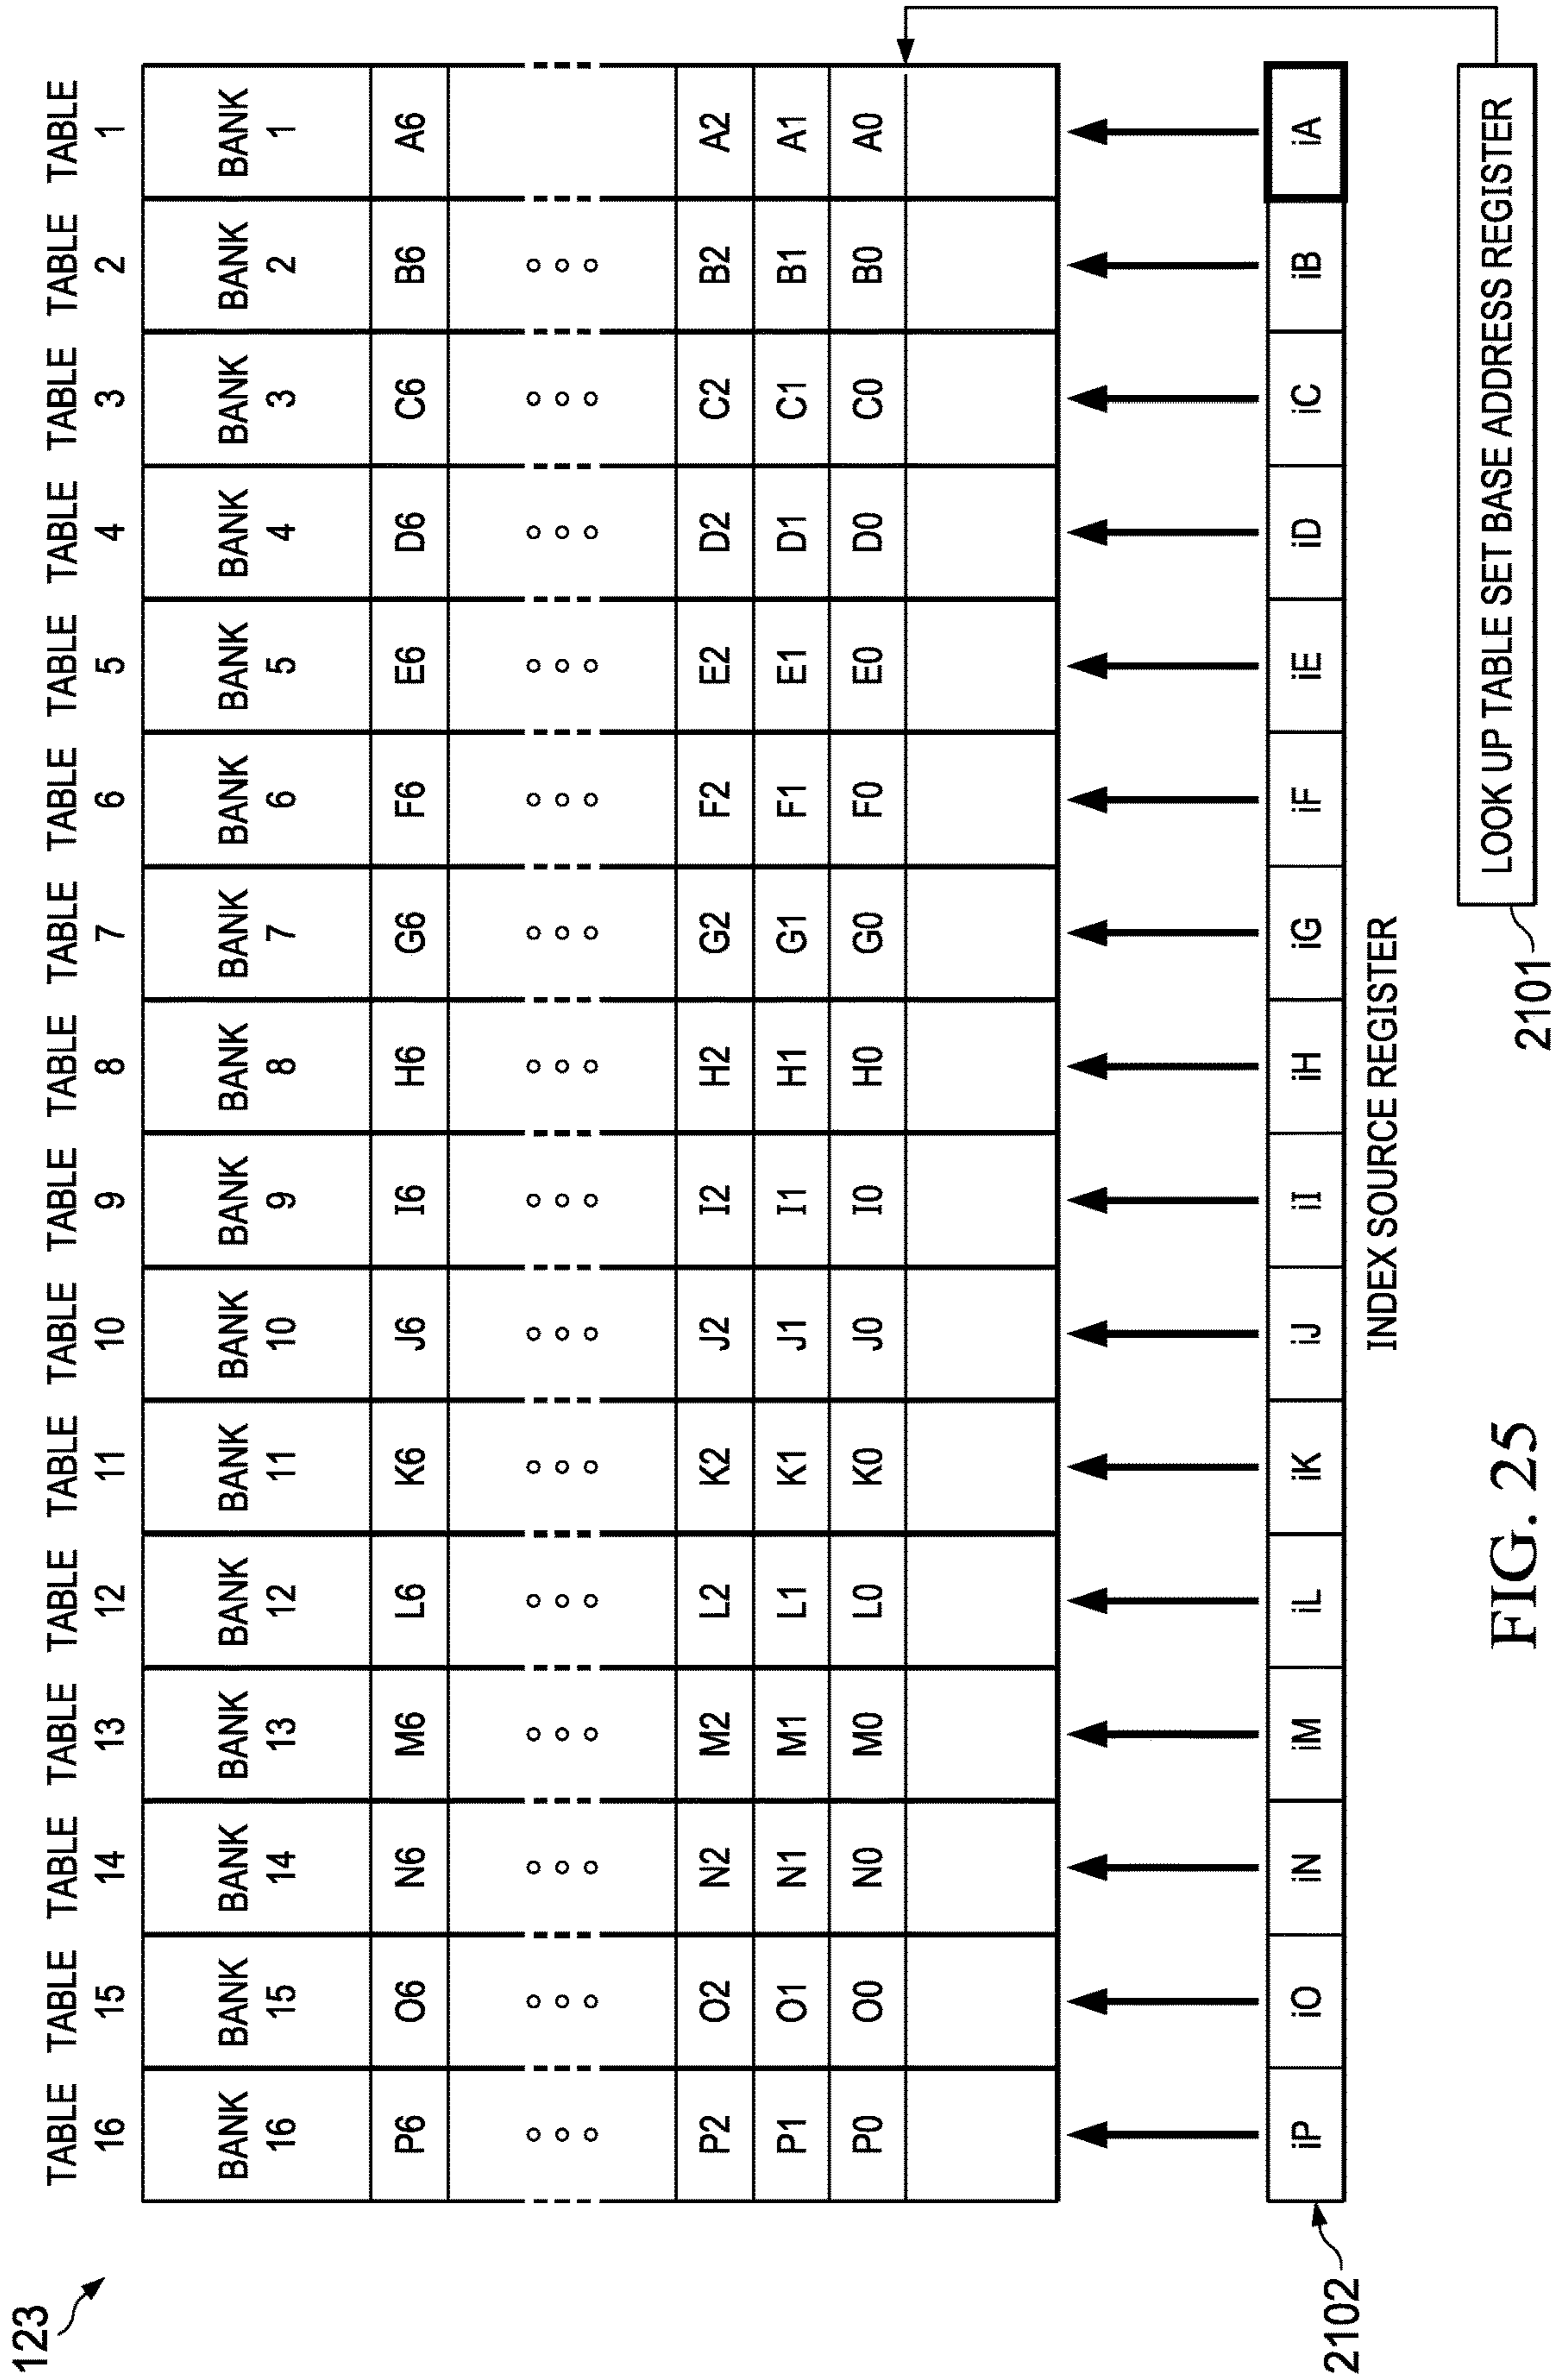 123
TABLE TABLE TABLE TABLE TABLE TABLE TABLE TABLE TABLE TABLE TABLE TABLE TABLE TABLE TABLE TABLE
16 15 14 13 12 11 10 9 8 7 6 5 4 3 2 1
BANK BANK BANK BANK BANK BANK BANK BANK BANK BANK BANK BANK BANK BANK BANK BANK
16 15 14 13 12 11 10 9 8 7 6 5 4 3 2 1
P6 O6 N6 M6 L6 K6 J6 I6 H6 G6 F6 E6 D6 C6 B6 A6
P2 O2 N2 M2 L2 K2 J2 I2 H2 G2 F2 E2 D2 C2 B2 A2
P1 O1 N1 M1 L1 K1 J1 I1 H1 G1 F1 E1 D1 C1 B1 A1
P0 O0 N0 M0 L0 K0 J0 I0 H0 G0 F0 E0 D0 C0 B0 A0
iP iO iN iM iL iK iJ iI iH iG iF iE iD iC iB iA
2102
INDEX SOURCE REGISTER
LOOK UP TABLE SET BASE ADDRESS REGISTER
2101
FIG. 25